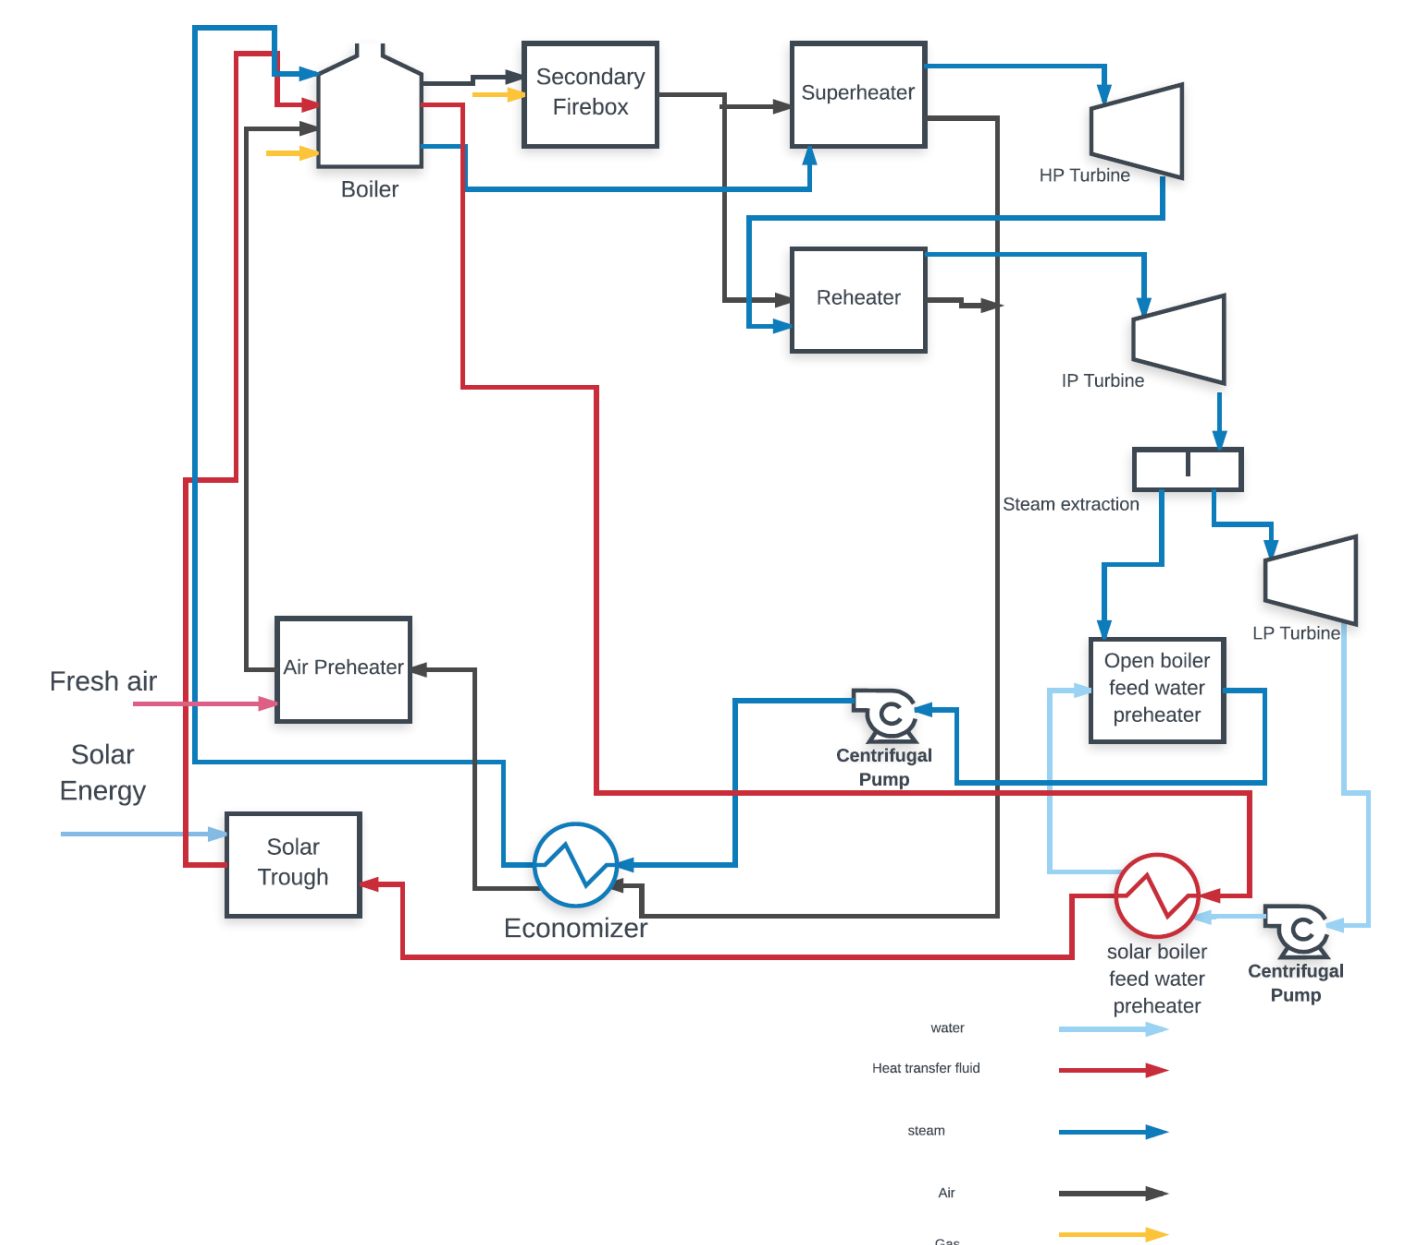 Secondary
Firebox
Superheater
HP Turbine
Boiler
Reheater
IP Turbine
Steam extraction
LP Turbine
Air Preheater
Fresh air
Open boiler
feed water
preheater
Solar
Energy
Centrifugal
Pump
Solar
Trough
Economizer
solar boiler
feed water
preheater
Centrifugal
Pump
water
Heat transfer fluid
steam
Air
Gas